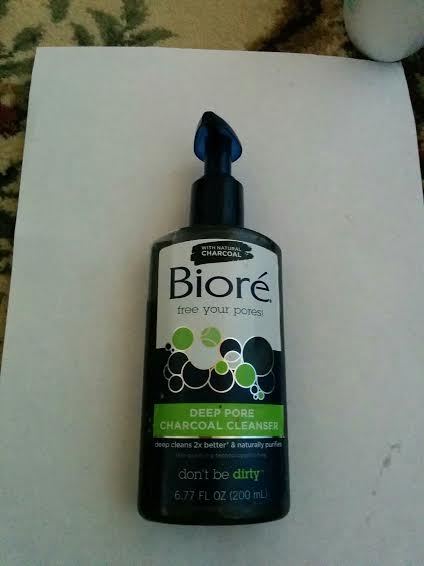 WITH NATURAL
CHARCOAL
Bioré
free your pores!
DEEP PORE
CHARCOAL CLEANSER
deep cleans 2x better* & naturally purifies
don't be dirty™
6.77 FL OZ (200 mL)